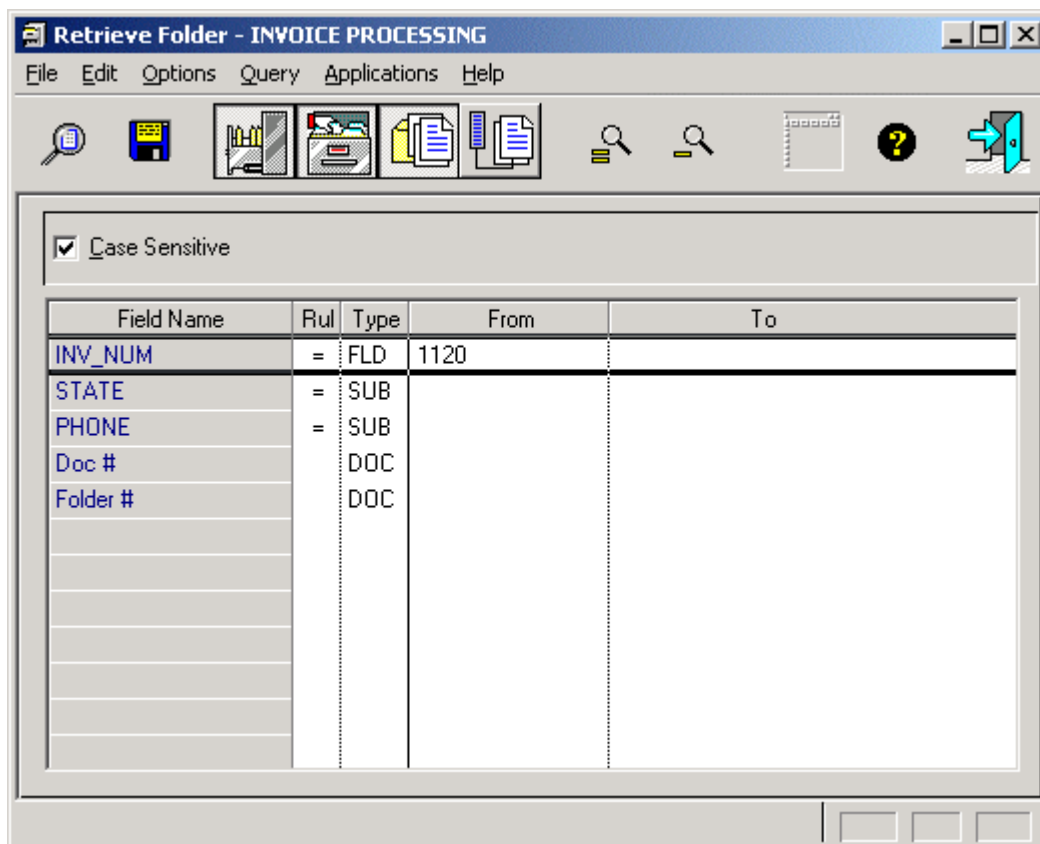 Retrieve Folder - INVOICE PROCESSING
File Edit Options Query Applications Help
Case Sensitive
Field Name Rul Type From To
INV_NUM = FLD 1120
STATE = SUB
PHONE = SUB
Doc # DOC
Folder # DOC